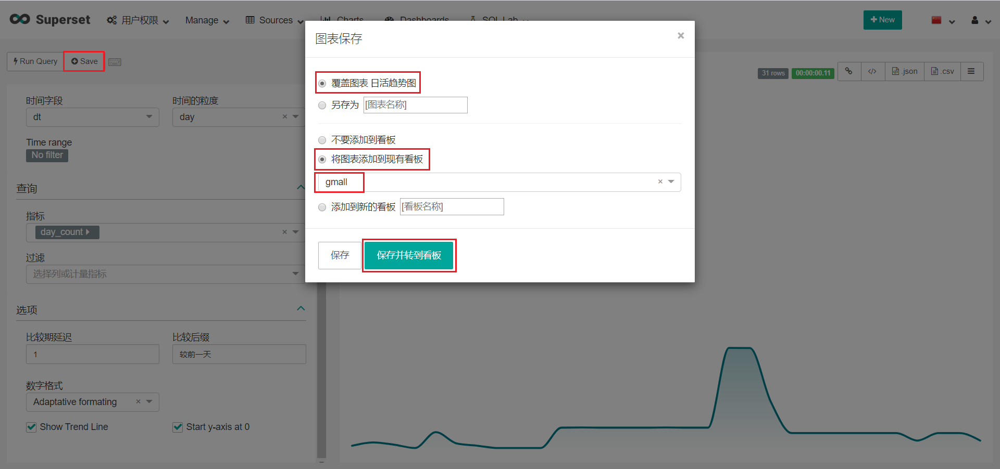 Superset
用户权限
Manage
Sources
Charts
Dashboards
SQL Lab
New
Run Query
Save
图表保存
×
31 rows
00:00:00.11
.json
.csv
覆盖图表 日活趋势图
另存为 [图表名称]
不要添加到看板
将图表添加到现有看板
gmall
添加到新的看板 [看板名称]
保存
保存并转到看板
时间字段
时间的粒度
dt
day
Time range
No filter
查询
指标
day_count
过滤
选择列或计量指标
选项
比较期延迟
比较后缀
1
较前一天
数字格式
Adaptative formating
Show Trend Line
Start y-axis at 0